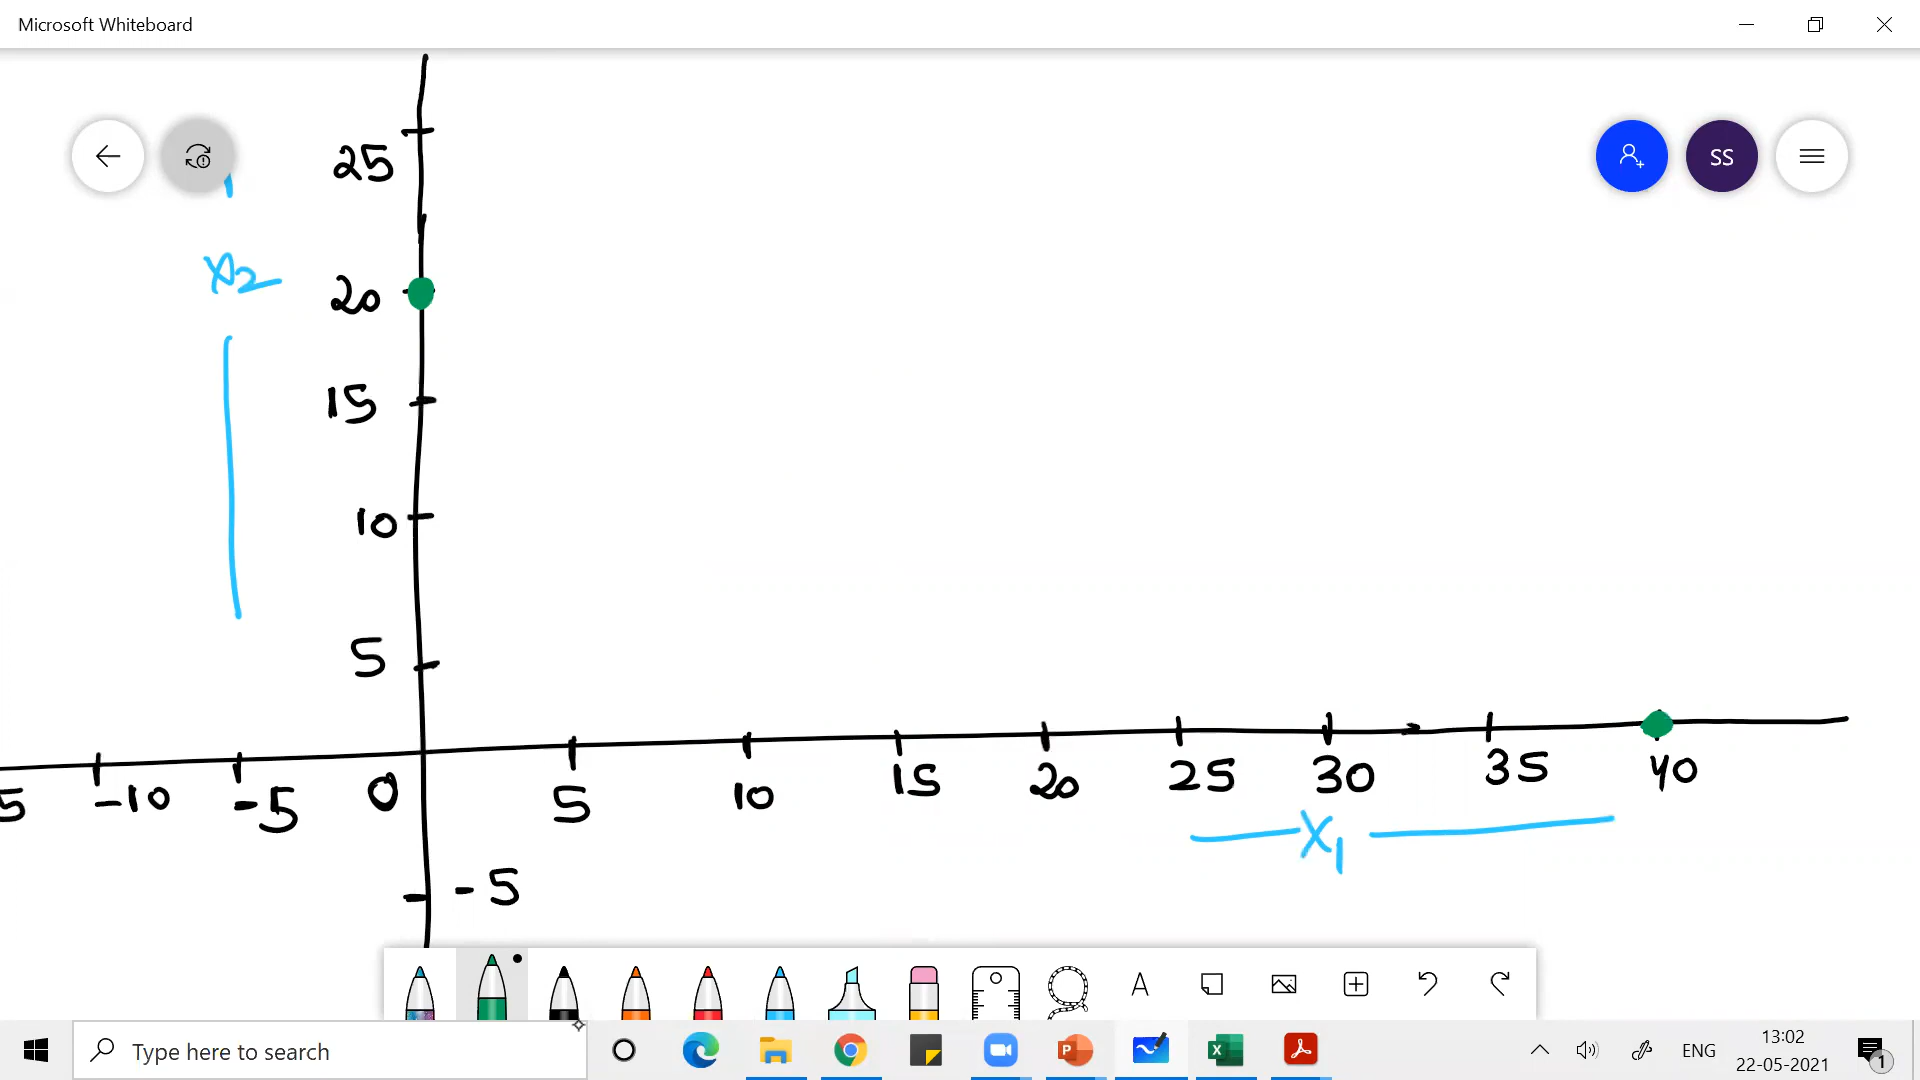 Microsoft Whiteboard
25
SS
X2
20
15
10
5
5 -10 -5 0 5 10 15 20 25 30 35 40
X1
-5
A
Type here to search
P
X
ENG
13:02
22-05-2021
1